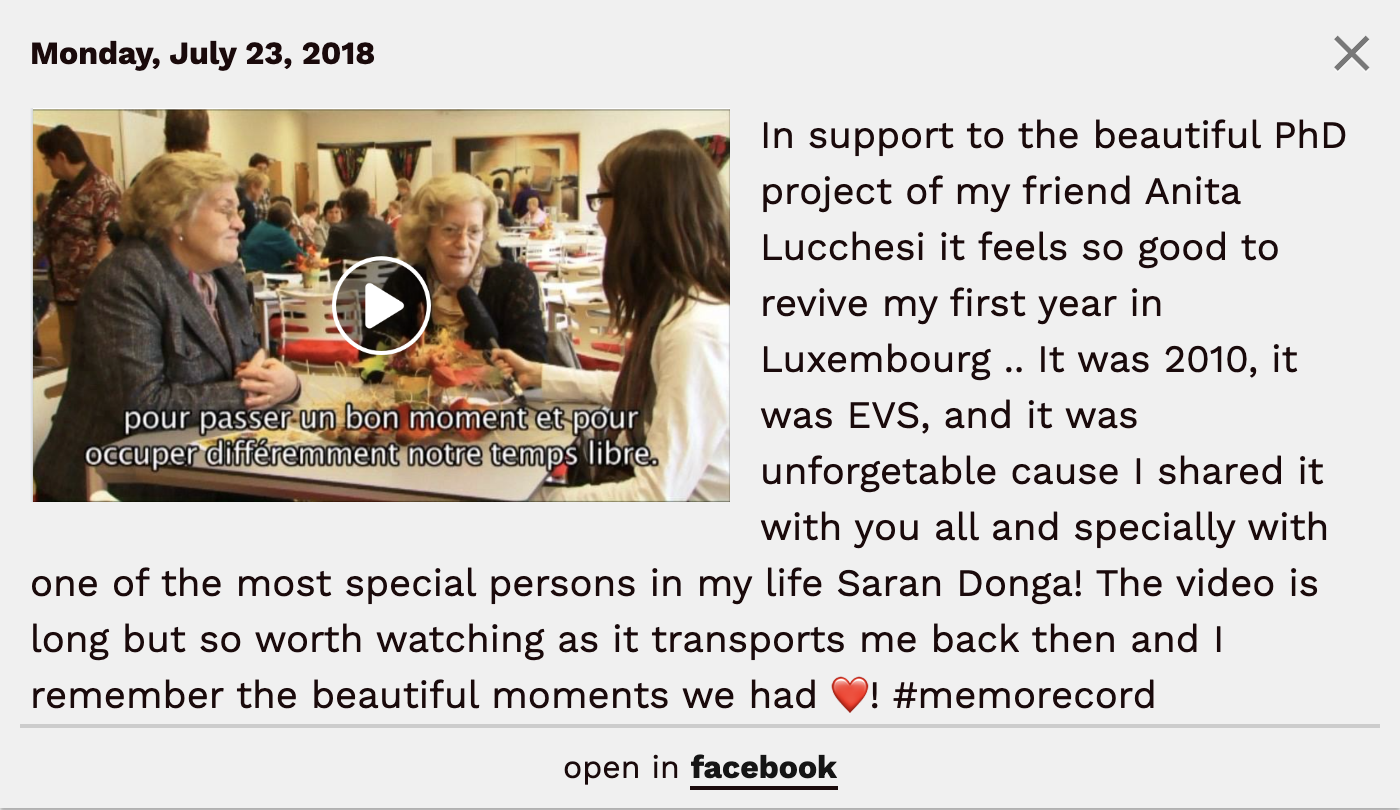 Monday, July 23, 2018
pour passer un bon moment et pour
occuper différemment notre temps libre.
In support to the beautiful PhD
project of my friend Anita
Lucchesi it feels so good to
revive my first year in
Luxembourg .. It was 2010, it
was EVS, and it was
unforgetable cause I shared it
with you all and specially with
one of the most special persons in my life Saran Donga! The video is
long but so worth watching as it transports me back then and I
remember the beautiful moments we had ❤️! #memorecord
open in facebook